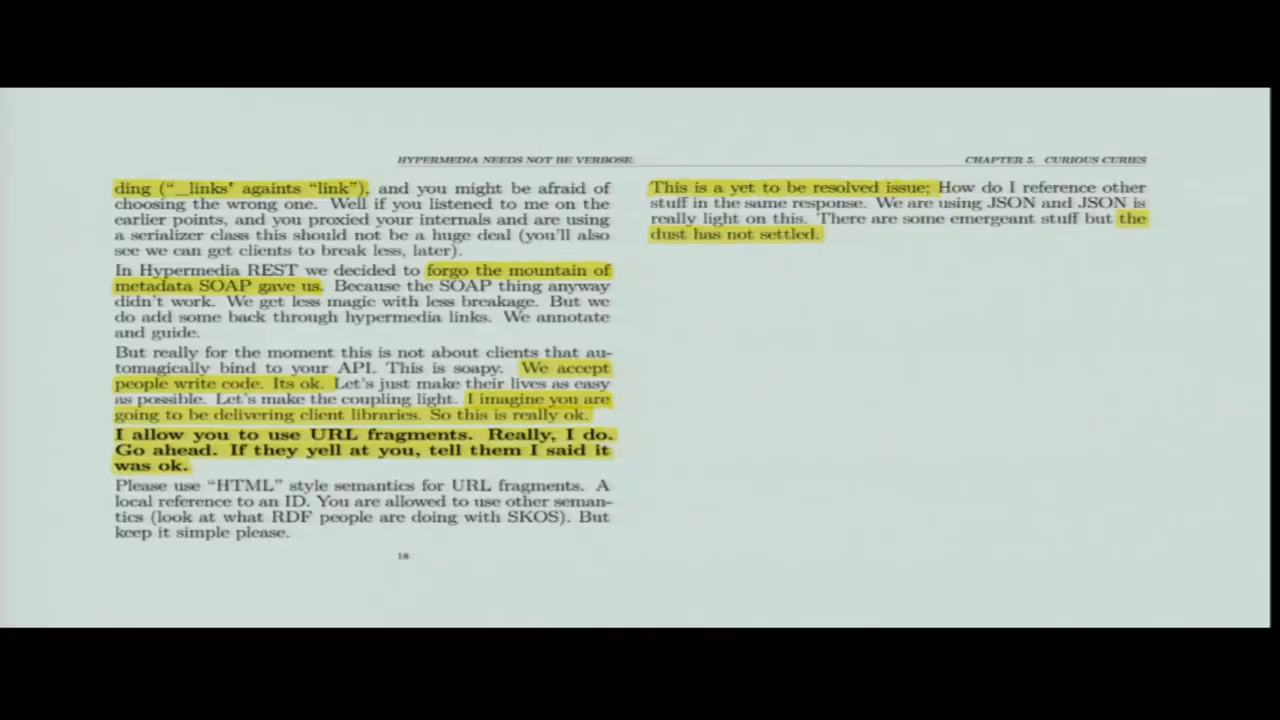 HYPERMEDIA NEEDS NOT BE VERBOSE.
CHAPTER 5. CURIOUS CURIES
ding ("_links' againts "link"), and you might be afraid of
choosing the wrong one. Well if you listened to me on the
earlier points, and you proxied your internals and are using
a serializer class this should not be a huge deal (you'll also
see we can get clients to break less, later).
In Hypermedia REST we decided to forgo the mountain of
metadata SOAP gave us. Because the SOAP thing anyway
didn't work. We get less magic with less breakage. But we
do add some back through hypermedia links. We annotate
and guide.
But really for the moment this is not about clients that au-
tomagically bind to your API. This is soapy. We accept
people write code. Its ok. Let's just make their lives as easy
as possible. Let's make the coupling light. I imagine you are
going to be delivering client libraries. So this is really ok.
I allow you to use URL fragments. Really, I do.
Go ahead. If they yell at you, tell them I said it
was ok.
Please use "HTML" style semantics for URL fragments. A
local reference to an ID. You are allowed to use other seman-
tics (look at what RDF people are doing with SKOS). But
keep it simple please.
18
This is a yet to be resolved issue; How do I reference other
stuff in the same response. We are using JSON and JSON is
really light on this. There are some emergeant stuff but the
dust has not settled.